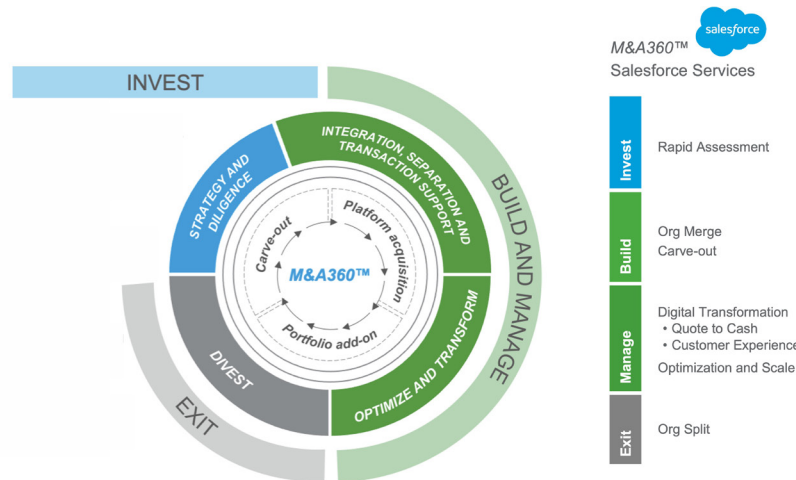 salesforce
M&A360™
Salesforce Services
INVEST
STRATEGY AND
DILIGENCE
INTEGRATION, SEPARATION AND
TRANSACTION SUPPORT
BUILD AND MANAGE
Carve-out
Platform acquisition
M&A360™
Portfolio add-on
DIVEST
OPTIMIZE AND TRANSFORM
EXIT
Invest
Rapid Assessment
Build
Org Merge
Carve-out
Manage
Digital Transformation
• Quote to Cash
• Customer Experience
Optimization and Scale
Exit
Org Split